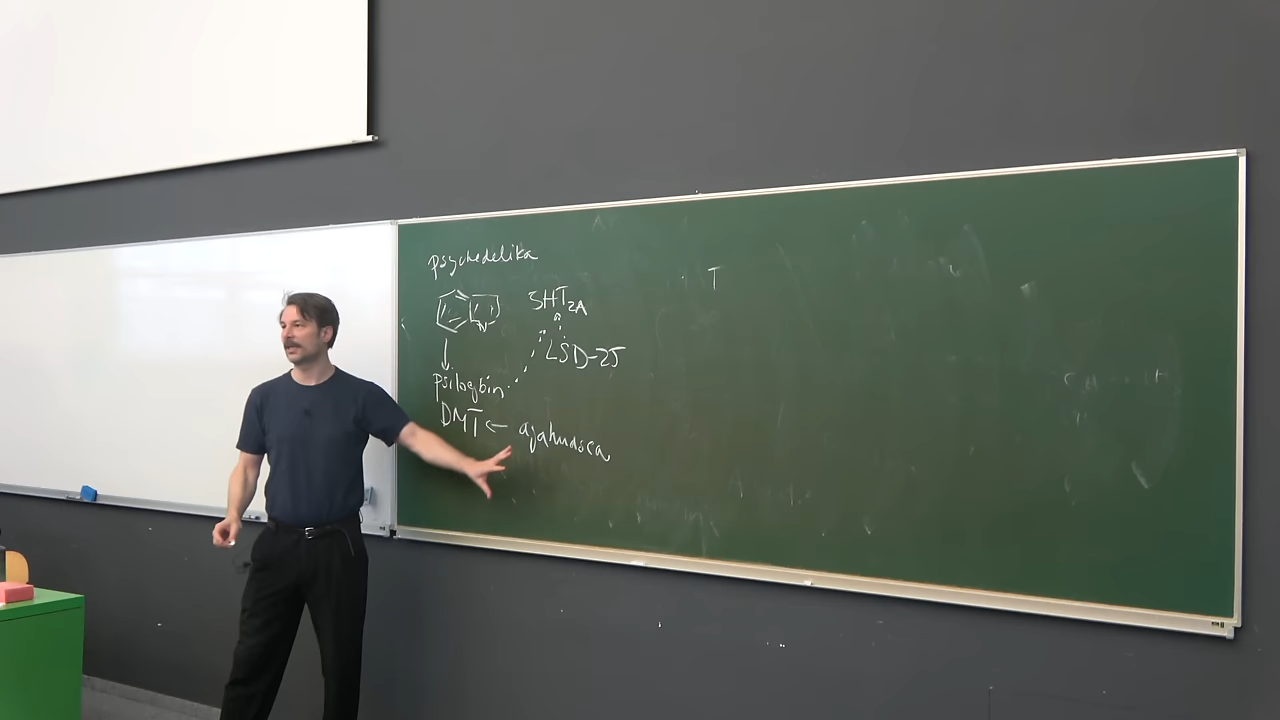 psychedelika
N
5HT2A
LSD-25
psilocybin
DMT ← ajahuasca
T